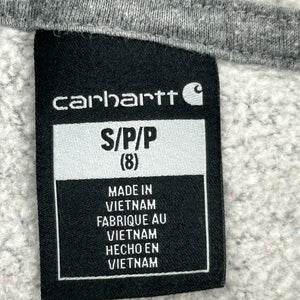 carhartt
S/P/P
(8)
MADE IN
VIETNAM
FABRIQUE AU
VIETNAM
HECHO EN
VIETNAM